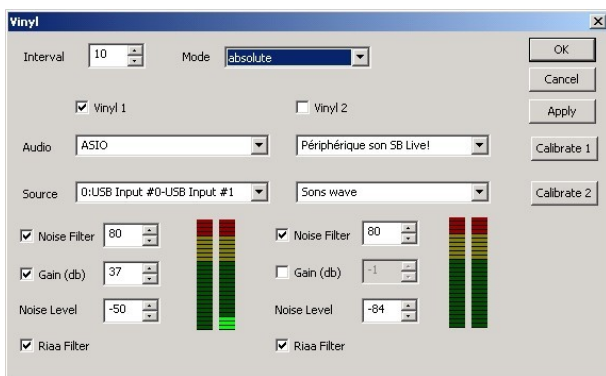 Vinyl
Interval 10 Mode absolute OK
Cancel
Vinyl 1 Vinyl 2 Apply
Audio ASIO Périphérique son SB Live! Calibrate 1
Source 0:USB Input #0-USB Input #1 Sons wave Calibrate 2
Noise Filter 80 Noise Filter 80
Gain (db) 37 Gain (db) -1
Noise Level -50 Noise Level -84
Riaa Filter Riaa Filter